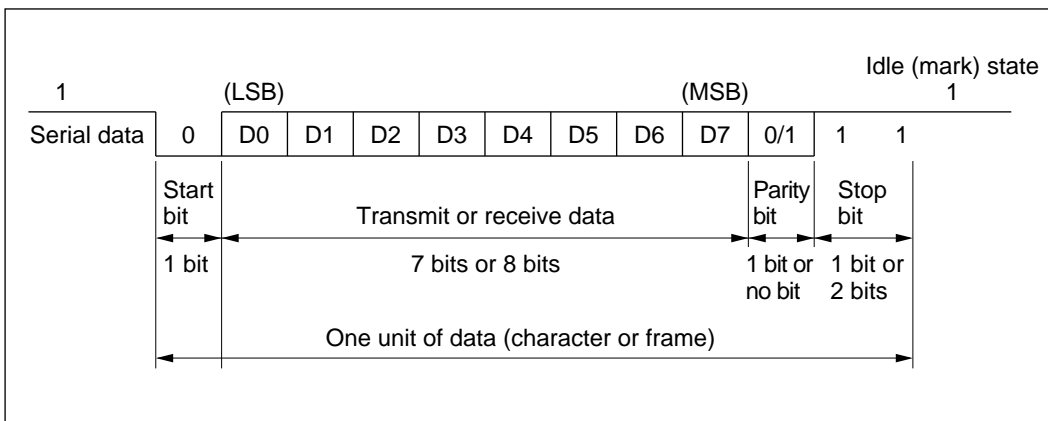 Idle (mark) state
1 (LSB) (MSB) 1
Serial data 0 D0 D1 D2 D3 D4 D5 D6 D7 0/1 1 1
Start Parity Stop
bit Transmit or receive data bit bit
1 bit 7 bits or 8 bits 1 bit or 1 bit or
no bit 2 bits
One unit of data (character or frame)